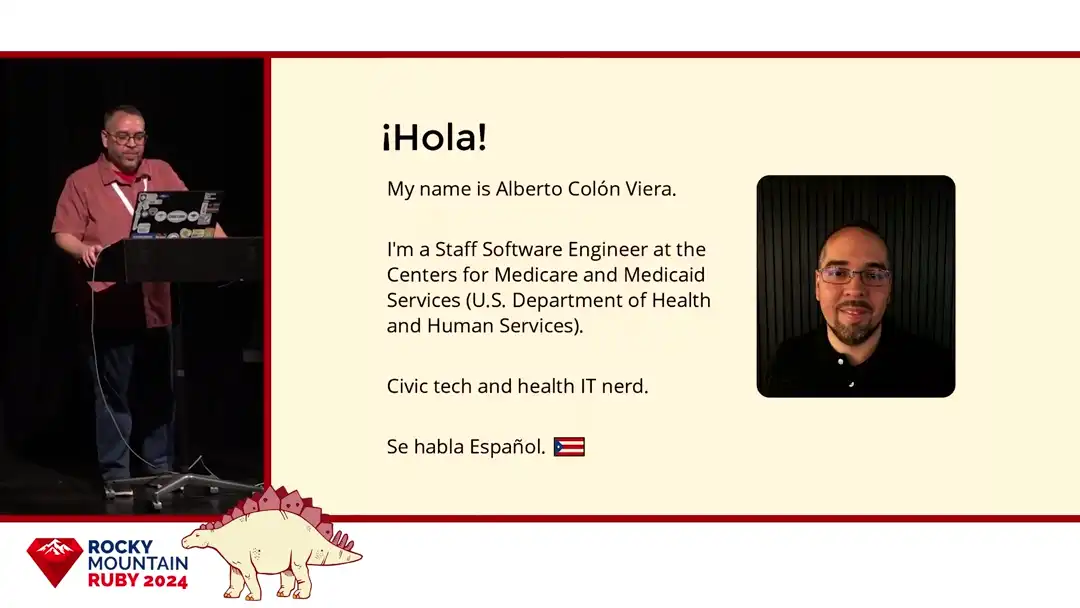 ¡Hola!
My name is Alberto Colón Viera.
I'm a Staff Software Engineer at the
Centers for Medicare and Medicaid
Services (U.S. Department of Health
and Human Services).
Civic tech and health IT nerd.
Se habla Español.
ROCKY
MOUNTAIN
RUBY 2024